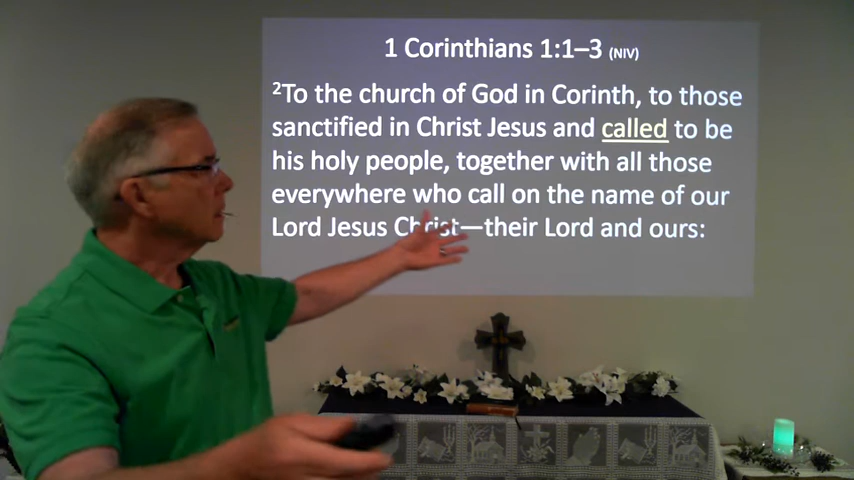 1 Corinthians 1:1–3 (NIV)
²To the church of God in Corinth, to those
sanctified in Christ Jesus and called to be
his holy people, together with all those
everywhere who call on the name of our
Lord Jesus Christ—their Lord and ours: